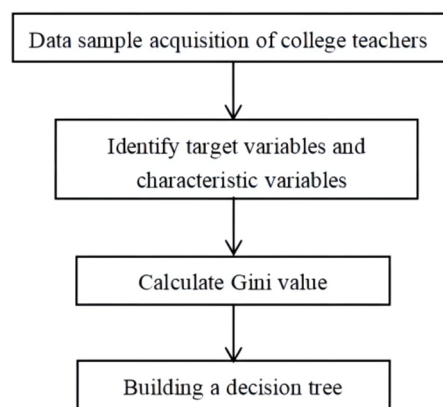 Data sample acquisition of college teachers
Identify target variables and
characteristic variables
Calculate Gini value
Building a decision tree